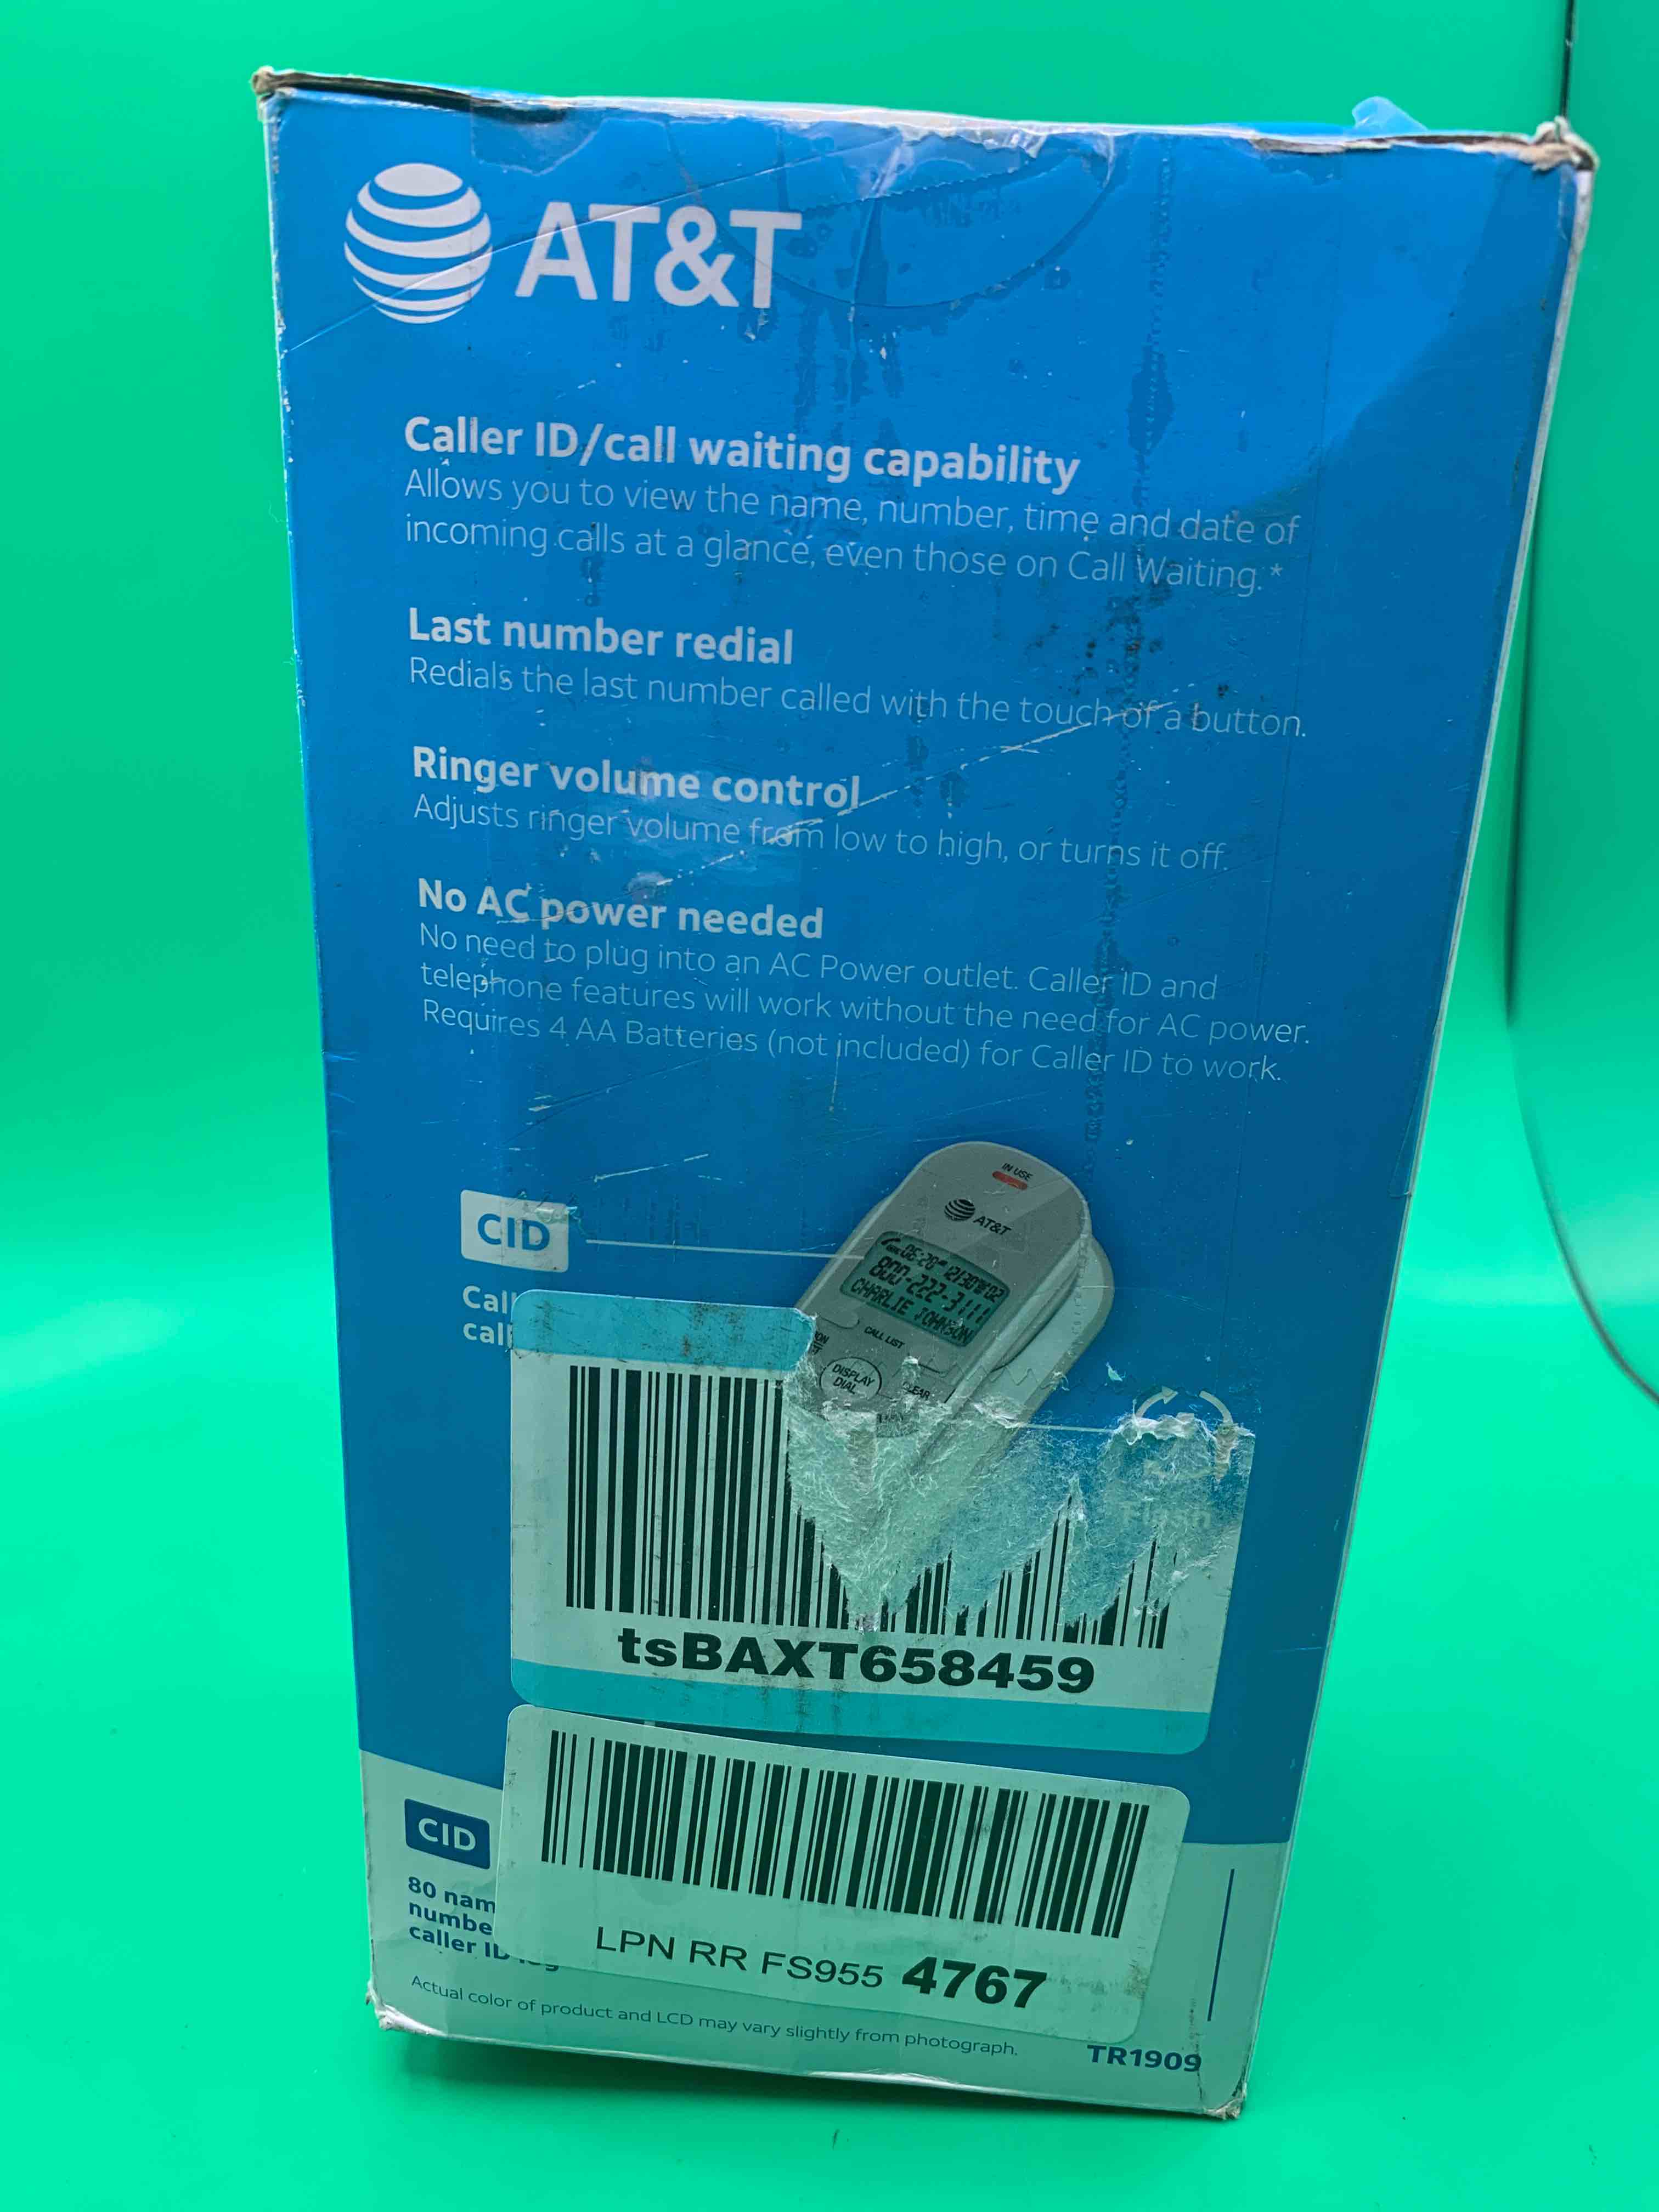 AT&T
Caller ID/call waiting capability
Allows you to view the name, number, time and date of
incoming calls at a glance, even those on Call Waiting.*
Last number redial
Redials the last number called with the touch of a button.
Ringer volume control
Adjusts ringer volume from low to high, or turns it off.
No AC power needed
No need to plug into an AC Power outlet. Caller ID and
telephone features will work without the need for AC power.
Requires 4 AA Batteries (not included) for Caller ID to work.
IN USE
AT&T
800-222-3111
CHARLIE JOHNSON
CALL LIST
DISPLAY
DIAL
CLEAR
CID
Call
call
Flash
tsBAXT658459
CID
80 nam
numbe
caller ID
LPN RR FS955 4767
Actual color of product and LCD may vary slightly from photograph.
TR1909